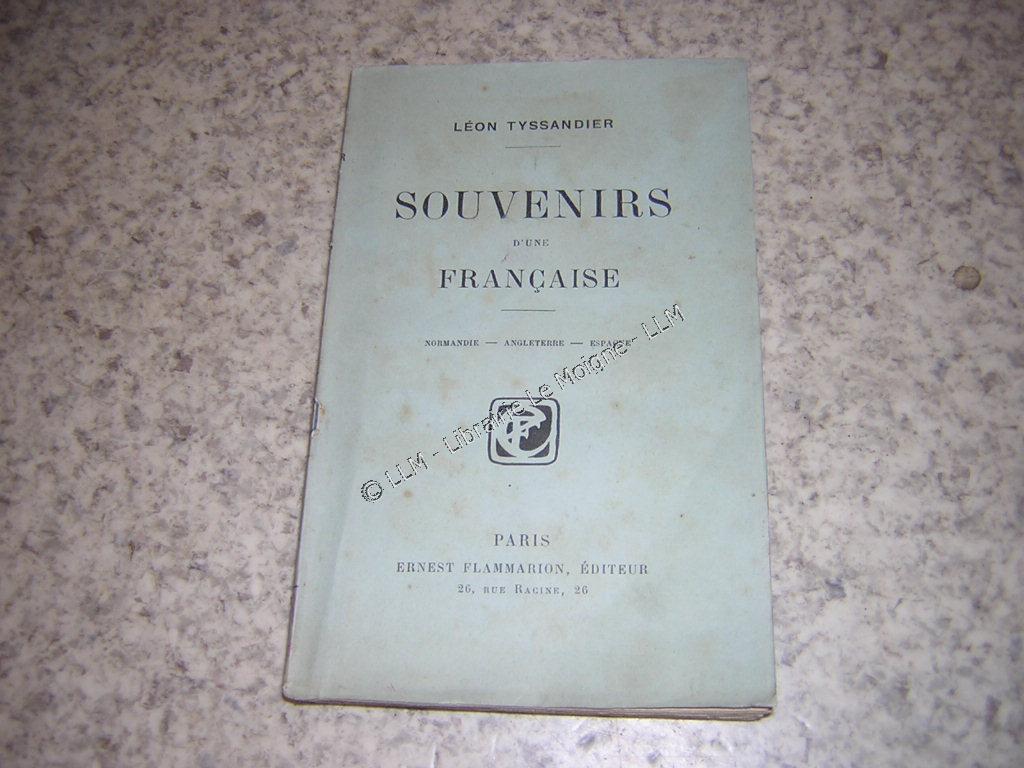 LÉON TYSSANDIER
SOUVENIRS
D'UNE
FRANÇAISE
NORMANDIE — ANGLETERRE — ESPAGNE
© LLM - Librairie Le Moigne - LLM
PARIS
ERNEST FLAMMARION, ÉDITEUR
26, RUE RACINE, 26